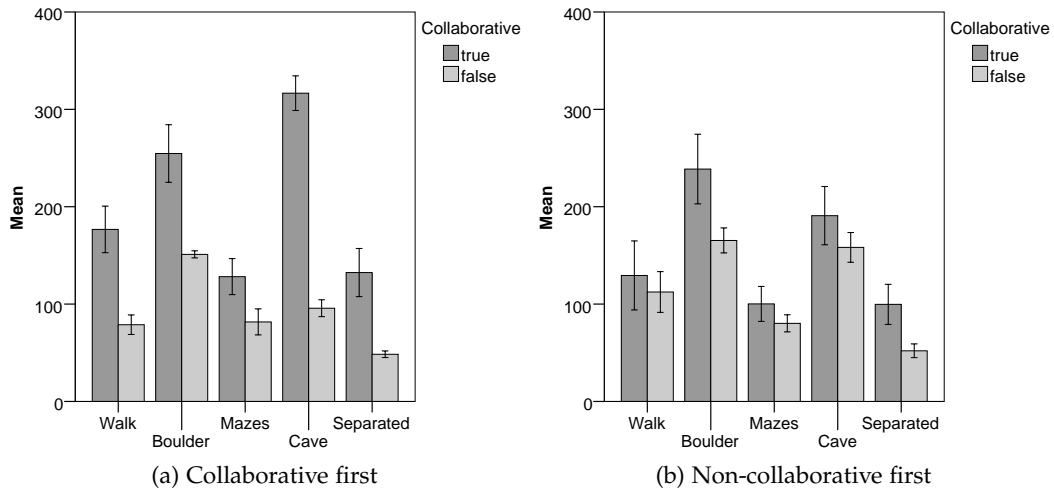 400
300
200
100
0
Mean
Walk
Boulder
Mazes
Cave
Separated
Collaborative
true
false
(a) Collaborative first
400
300
200
100
0
Mean
Walk
Boulder
Mazes
Cave
Separated
Collaborative
true
false
(b) Non-collaborative first